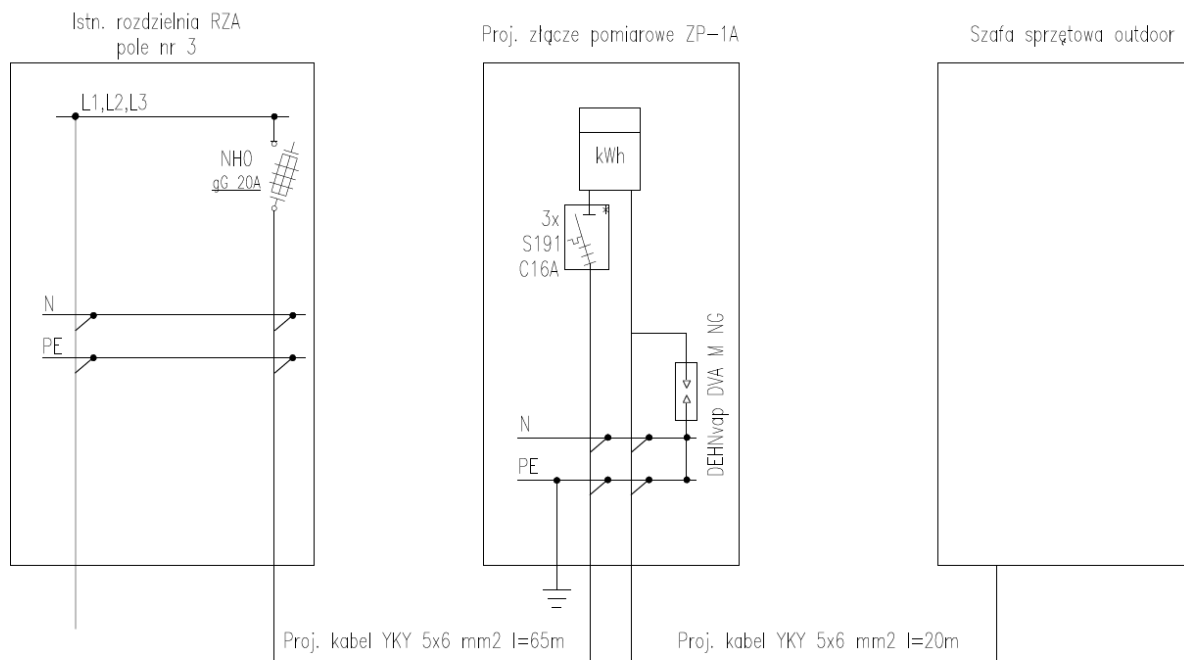 Istn. rozdzielnia RZA
pole nr 3
L1,L2,L3
NH0
gG 20A
N
PE
Proj. złącze pomiarowe ZP-1A
kWh
3x
S191
C16A
DEHNvap DVA M NG
N
PE
Szafa sprzętowa outdoor
Proj. kabel YKY 5x6 mm2 l=65m
Proj. kabel YKY 5x6 mm2 l=20m